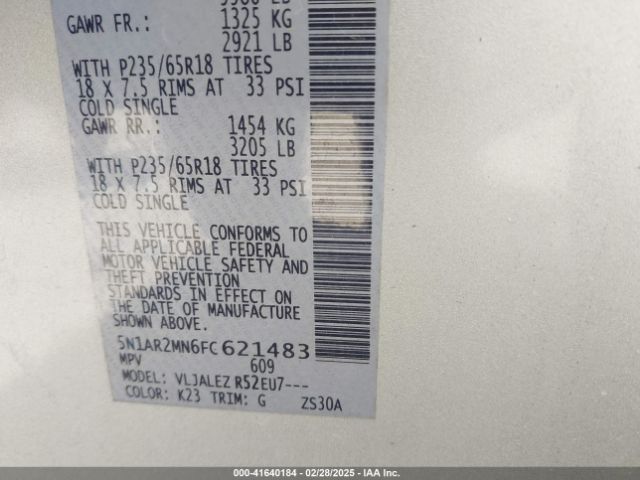 GAWR FR.: 1325 KG
2921 LB
WITH P235/65R18 TIRES
18 X 7.5 RIMS AT 33 PSI
COLD SINGLE
GAWR RR.: 1454 KG
3205 LB
WITH P235/65R18 TIRES
18 X 7.5 RIMS AT 33 PSI
COLD SINGLE
THIS VEHICLE CONFORMS TO
ALL APPLICABLE FEDERAL
MOTOR VEHICLE SAFETY AND
THEFT PREVENTION
STANDARDS IN EFFECT ON
THE DATE OF MANUFACTURE
SHOWN ABOVE.
5N1AR2MN6FC621483
MPV 609
MODEL: VLJALEZ R52EU7---
COLOR: K23 TRIM: G ZS30A
000-41640184 | 02/28/2025 - IAA Inc.